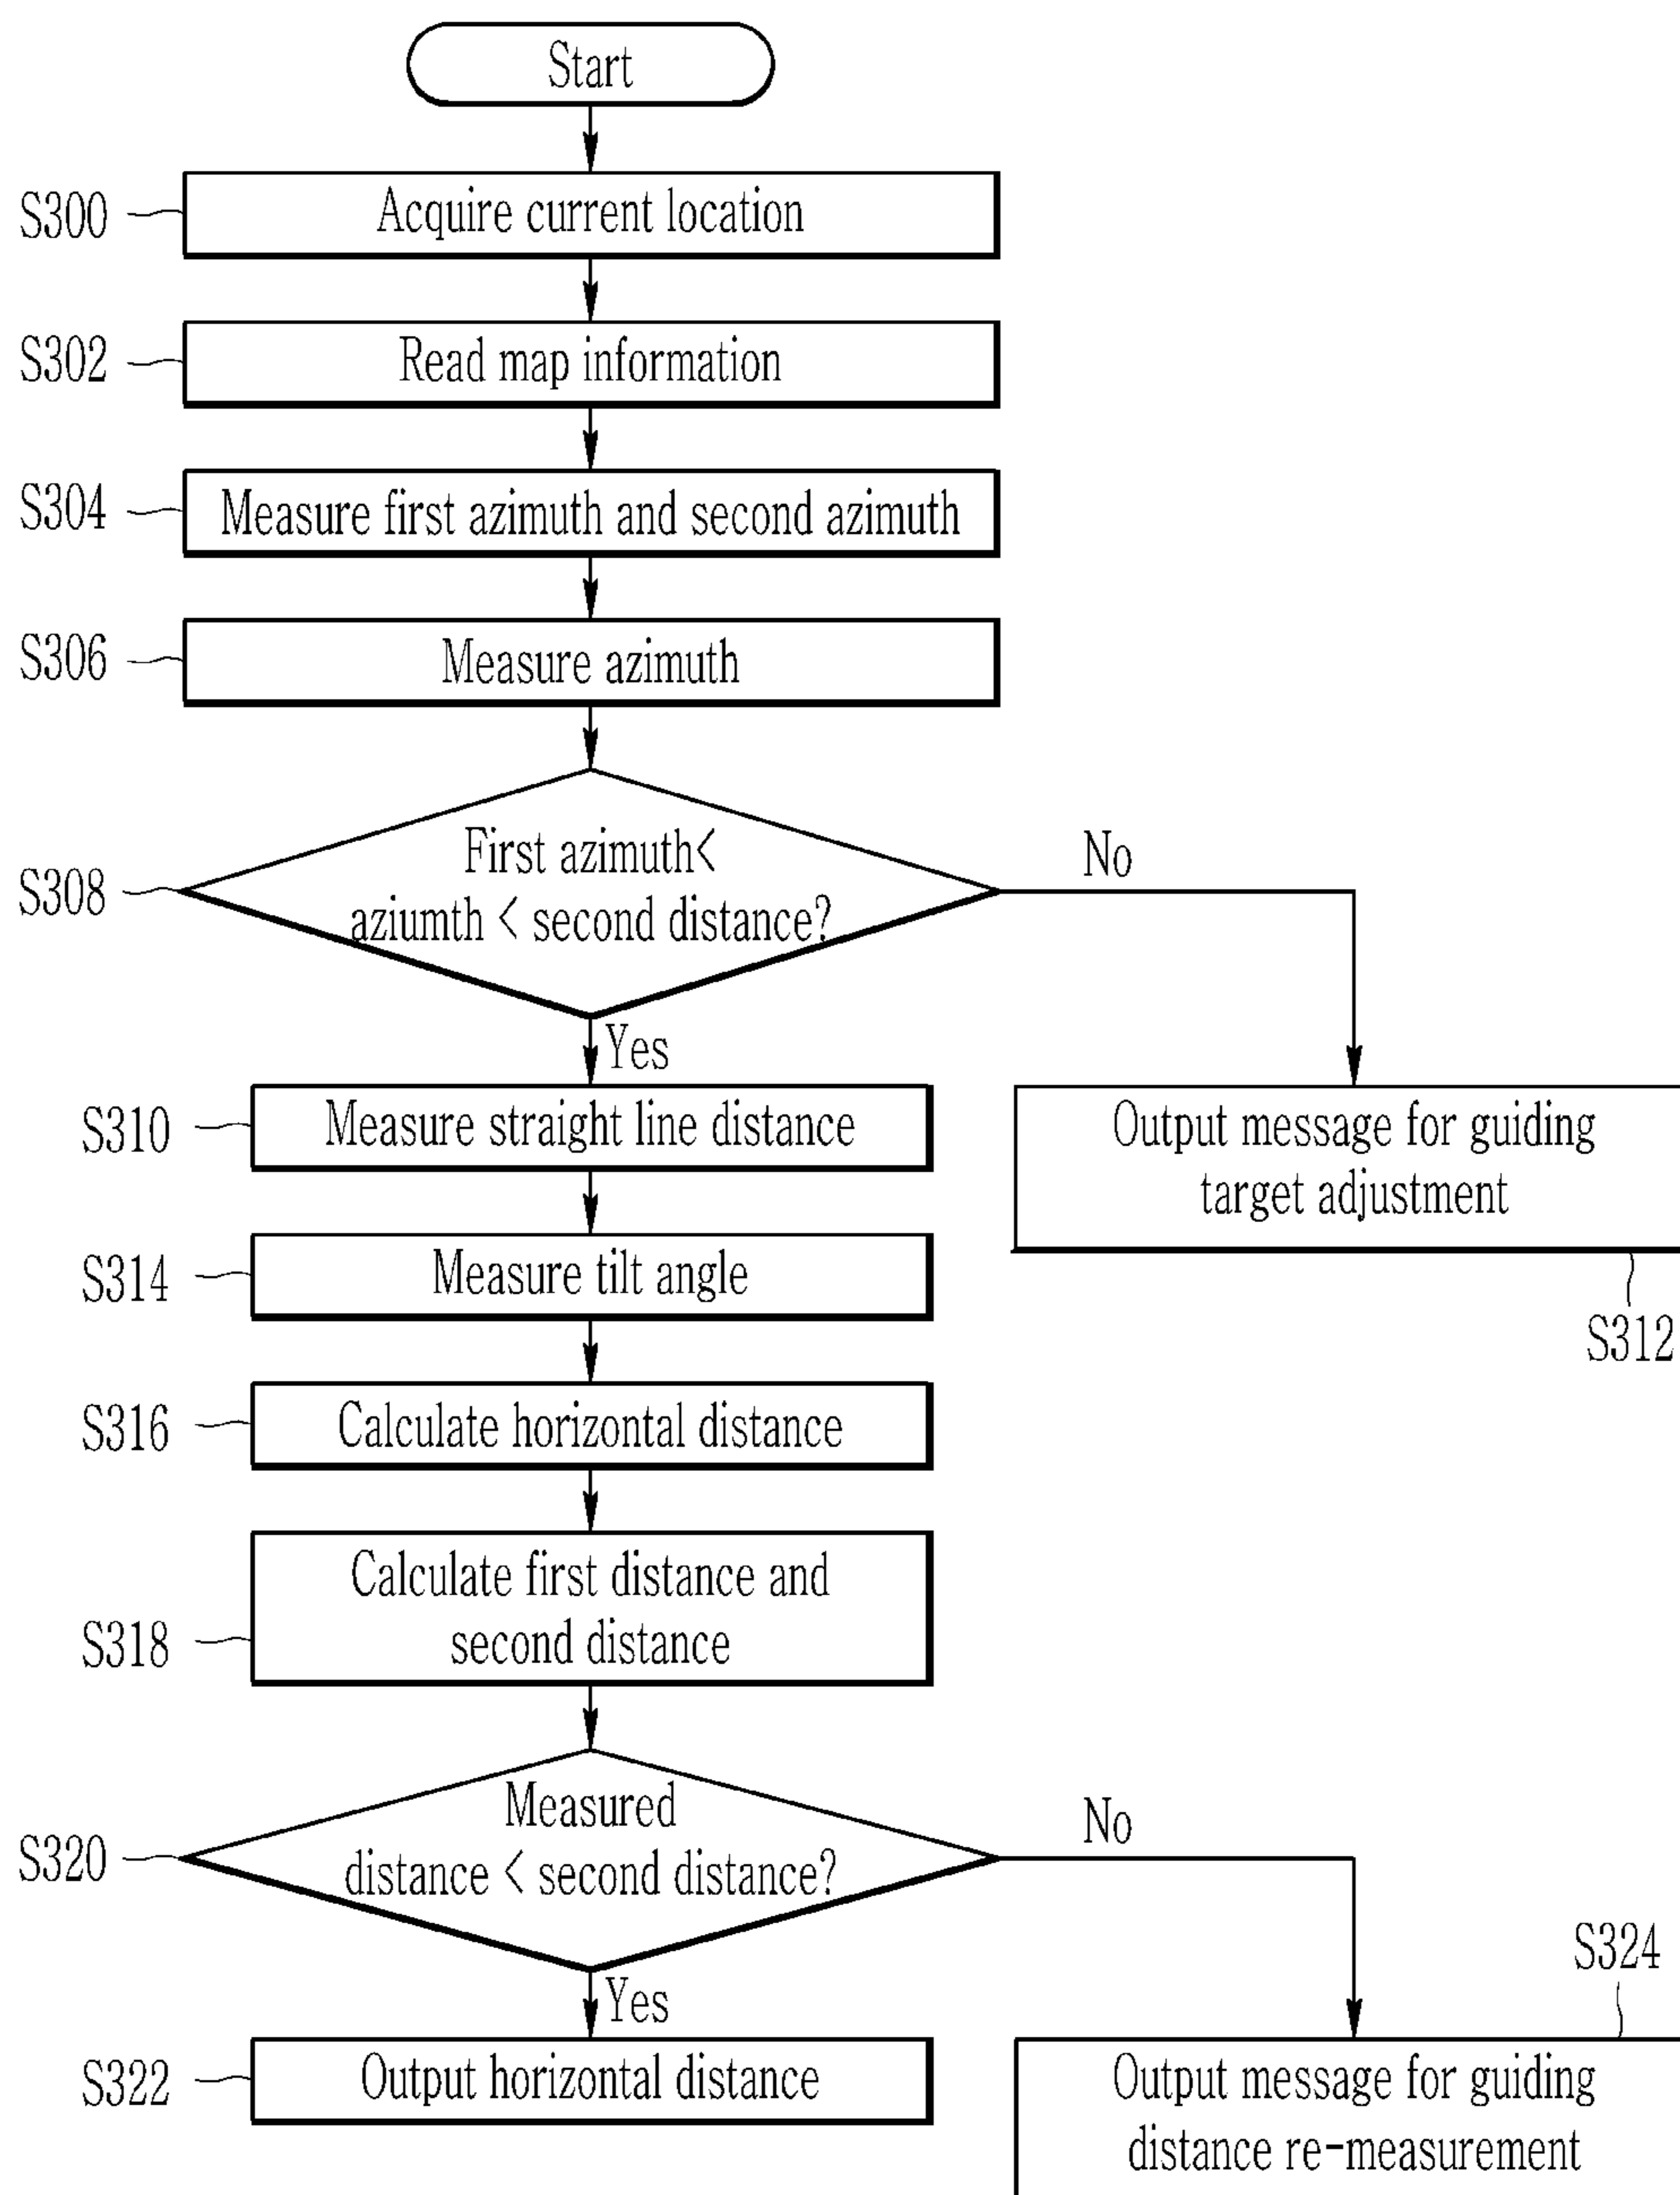 Start
S300
Acquire current location
S302
Read map information
S304
Measure first azimuth and second azimuth
S306
Measure azimuth
S308
First azimuth<
aziumth < second distance?
No
Yes
S310
Measure straight line distance
Output message for guiding
target adjustment
S312
S314
Measure tilt angle
S316
Calculate horizontal distance
S318
Calculate first distance and
second distance
S320
Measured
distance < second distance?
No
Yes
S324
S322
Output horizontal distance
Output message for guiding
distance re-measurement